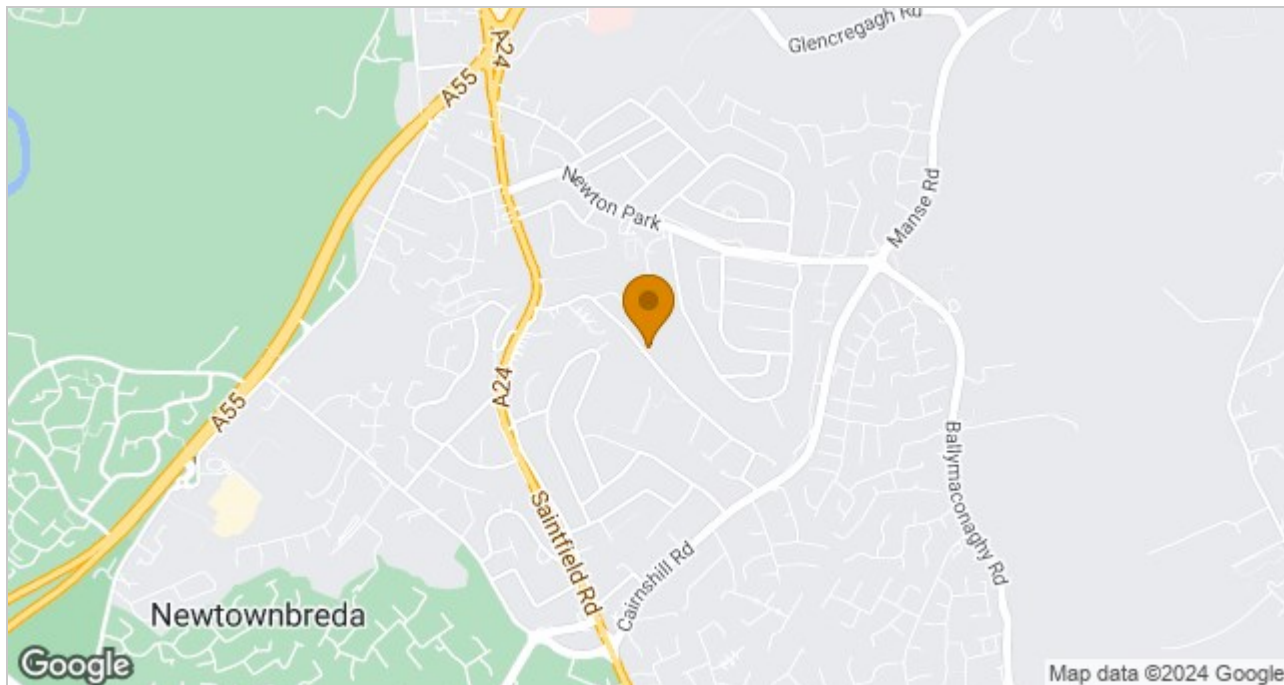 Glencregagh Rd
A24
A55
Newton Park
Manse Rd
A24
A55
Ballymaconaghy Rd
Saintfield Rd
Cairnshill Rd
Newtownbreda
Google
Map data ©2024 Google